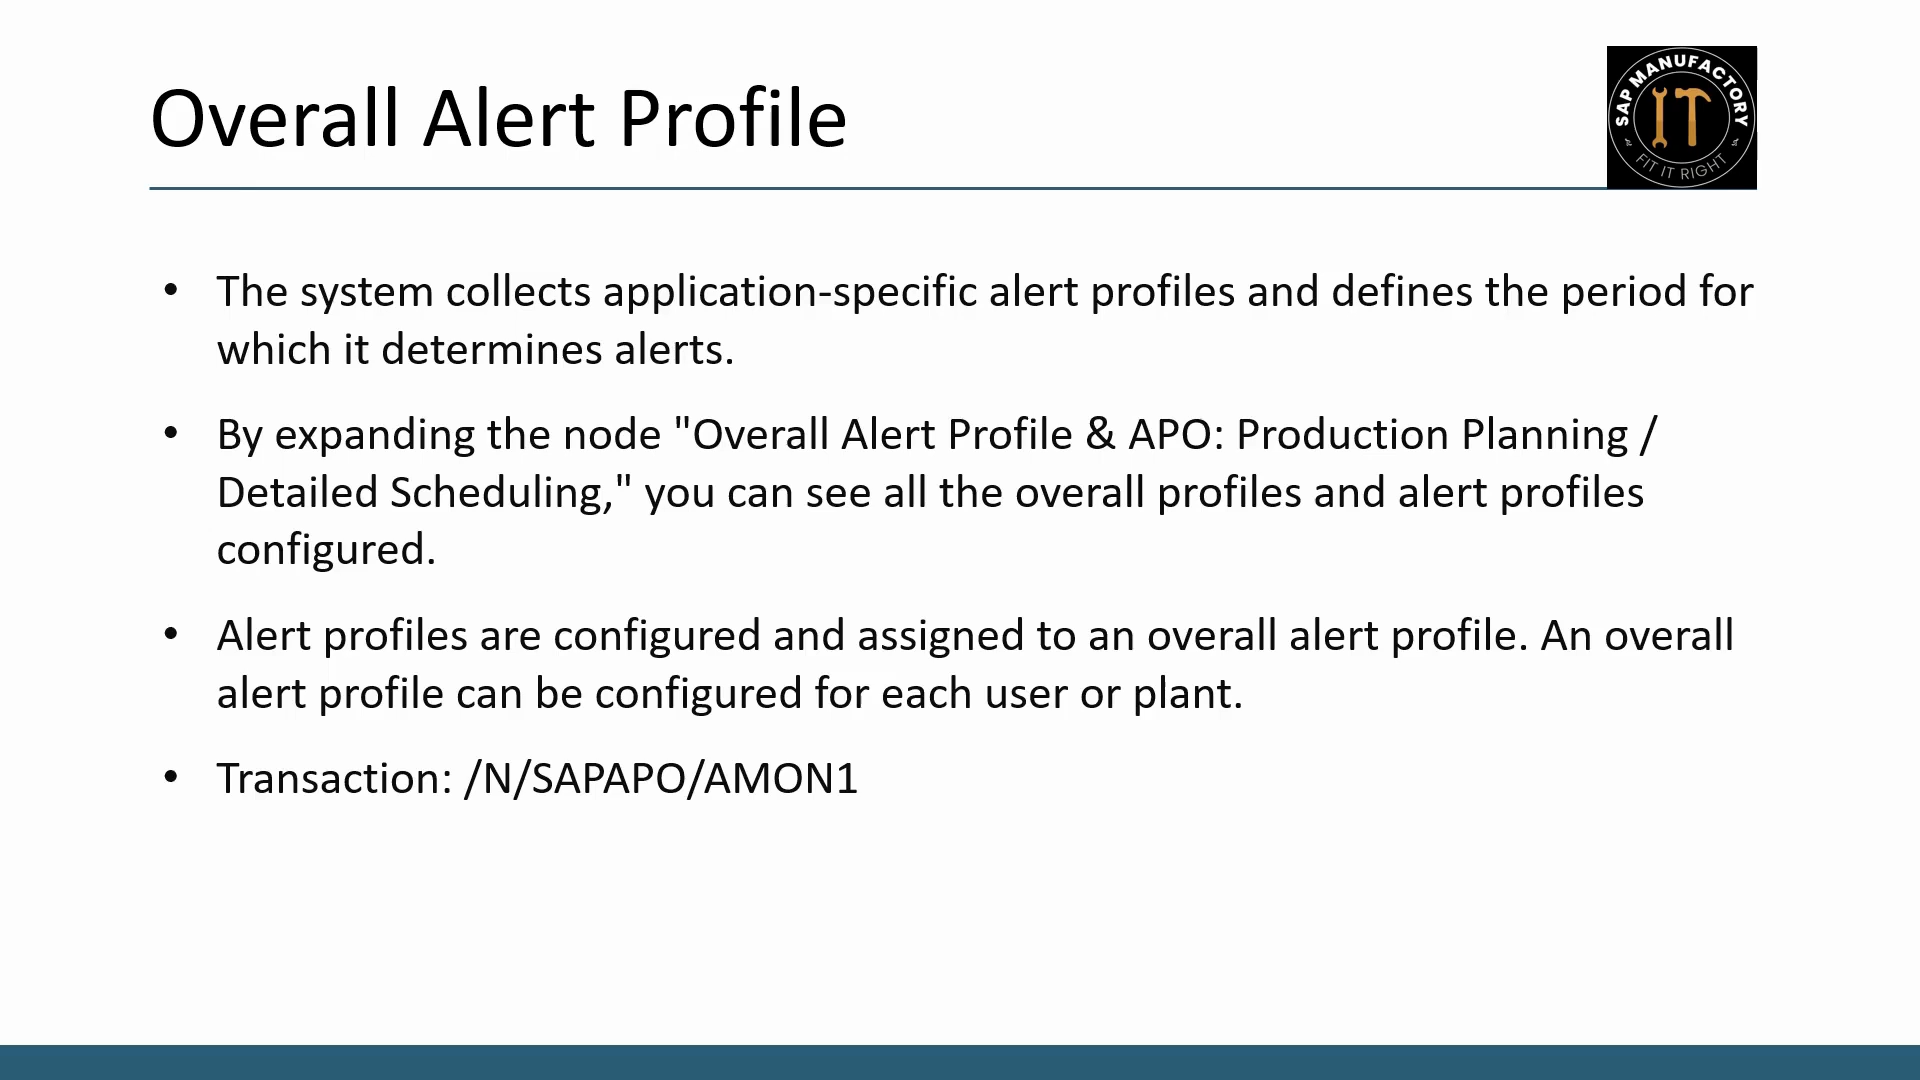 Overall Alert Profile
SAP MANUFACTORY
IT
FIT IT RIGHT
• The system collects application-specific alert profiles and defines the period for
which it determines alerts.
• By expanding the node "Overall Alert Profile & APO: Production Planning /
Detailed Scheduling," you can see all the overall profiles and alert profiles
configured.
• Alert profiles are configured and assigned to an overall alert profile. An overall
alert profile can be configured for each user or plant.
• Transaction: /N/SAPAPO/AMON1